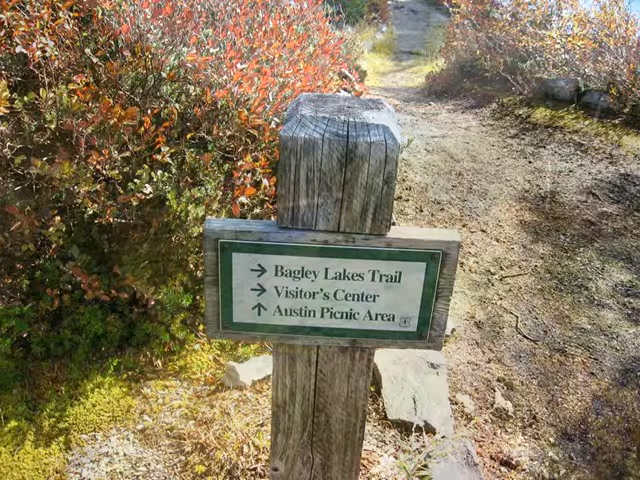 → Bagley Lakes Trail
→ Visitor's Center
↑ Austin Picnic Area